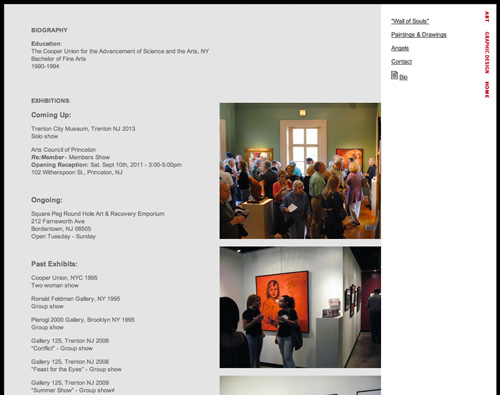 BIOGRAPHY
Education:
The Cooper Union for the Advancement of Science and the Arts, NY
Bachelor of Fine Arts
1990-1994
EXHIBITIONS:
Coming Up:
Trenton City Museum, Trenton NJ 2013
Solo show
Arts Council of Princeton
Re:Member - Members Show
Opening Reception: Sat. Sept 10th, 2011 - 3:00-5:00pm
102 Witherspoon St., Princeton, NJ
Ongoing:
Square Peg Round Hole Art & Recovery Emporium
212 Farnsworth Ave
Bordentown, NJ 08505
Open Tuesday - Sunday
Past Exhibits:
Cooper Union, NYC 1995
Two woman show
Ronald Feldman Gallery, NY 1995
Group show
Pierogi 2000 Gallery, Brooklyn NY 1995
Group show
Gallery 125, Trenton NJ 2008
"Conflict" - Group show
Gallery 125, Trenton NJ 2008
"Feast for the Eyes" - Group show
Gallery 125, Trenton NJ 2009
"Summer Show" - Group show#
"Wall of Souls"
Paintings & Drawings
Angels
Contact
Bio
ART
GRAPHIC DESIGN
HOME